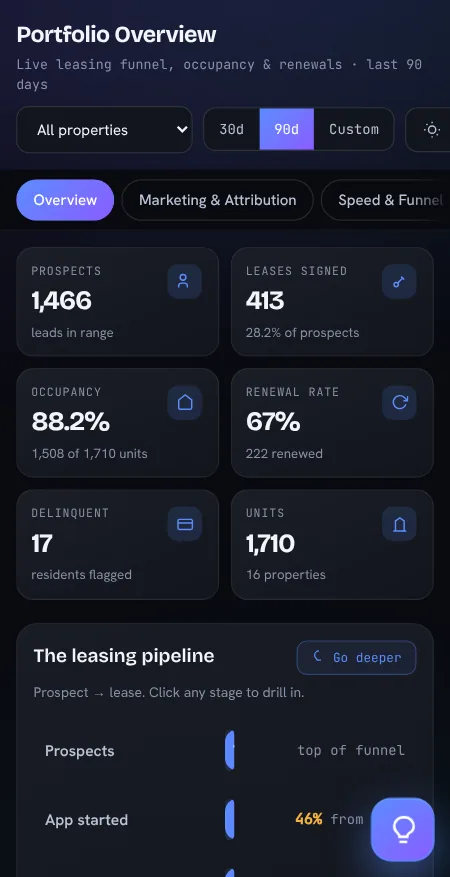 Portfolio Overview
Live leasing funnel, occupancy & renewals · last 90
days
All properties
30d
90d
Custom
Overview
Marketing & Attribution
Speed & Funnel
PROSPECTS
1,466
leads in range
LEASES SIGNED
413
28.2% of prospects
OCCUPANCY
88.2%
1,508 of 1,710 units
RENEWAL RATE
67%
222 renewed
DELINQUENT
17
residents flagged
UNITS
1,710
16 properties
The leasing pipeline
Go deeper
Prospect → lease. Click any stage to drill in.
Prospects
top of funnel
App started
46% from